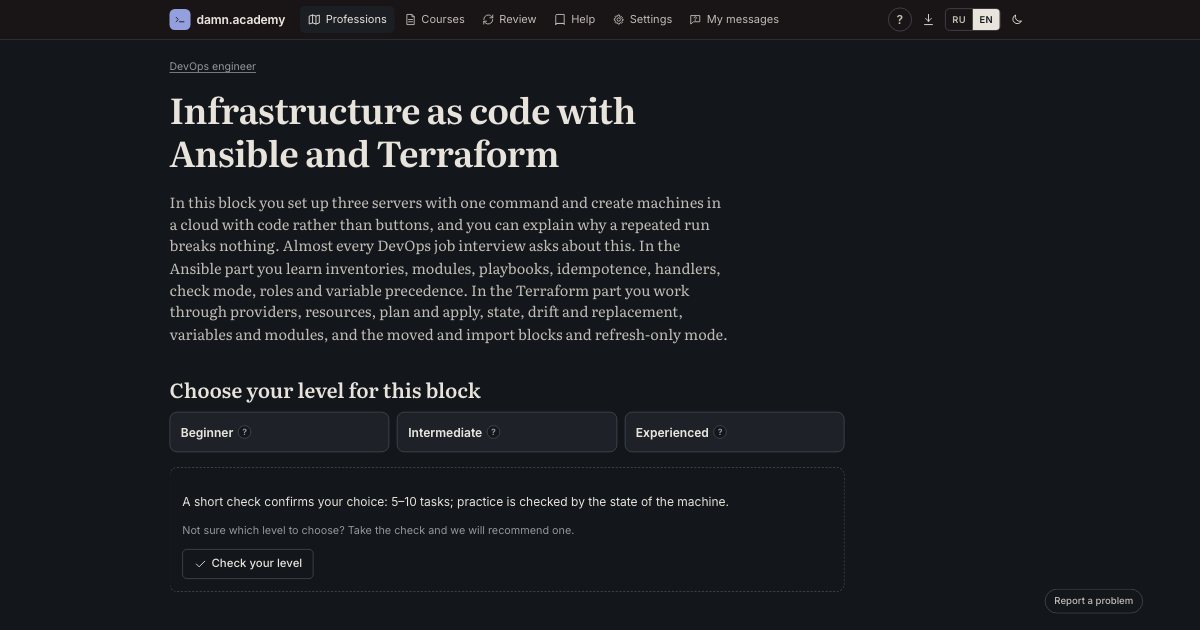 damn.academy
Professions
Courses
Review
Help
Settings
My messages
?
RU
EN
DevOps engineer
Infrastructure as code with
Ansible and Terraform
In this block you set up three servers with one command and create machines in
a cloud with code rather than buttons, and you can explain why a repeated run
breaks nothing. Almost every DevOps job interview asks about this. In the
Ansible part you learn inventories, modules, playbooks, idempotence, handlers,
check mode, roles and variable precedence. In the Terraform part you work
through providers, resources, plan and apply, state, drift and replacement,
variables and modules, and the moved and import blocks and refresh-only mode.
Choose your level for this block
Beginner ?
Intermediate ?
Experienced ?
A short check confirms your choice: 5–10 tasks; practice is checked by the state of the machine.
Not sure which level to choose? Take the check and we will recommend one.
Check your level
Report a problem